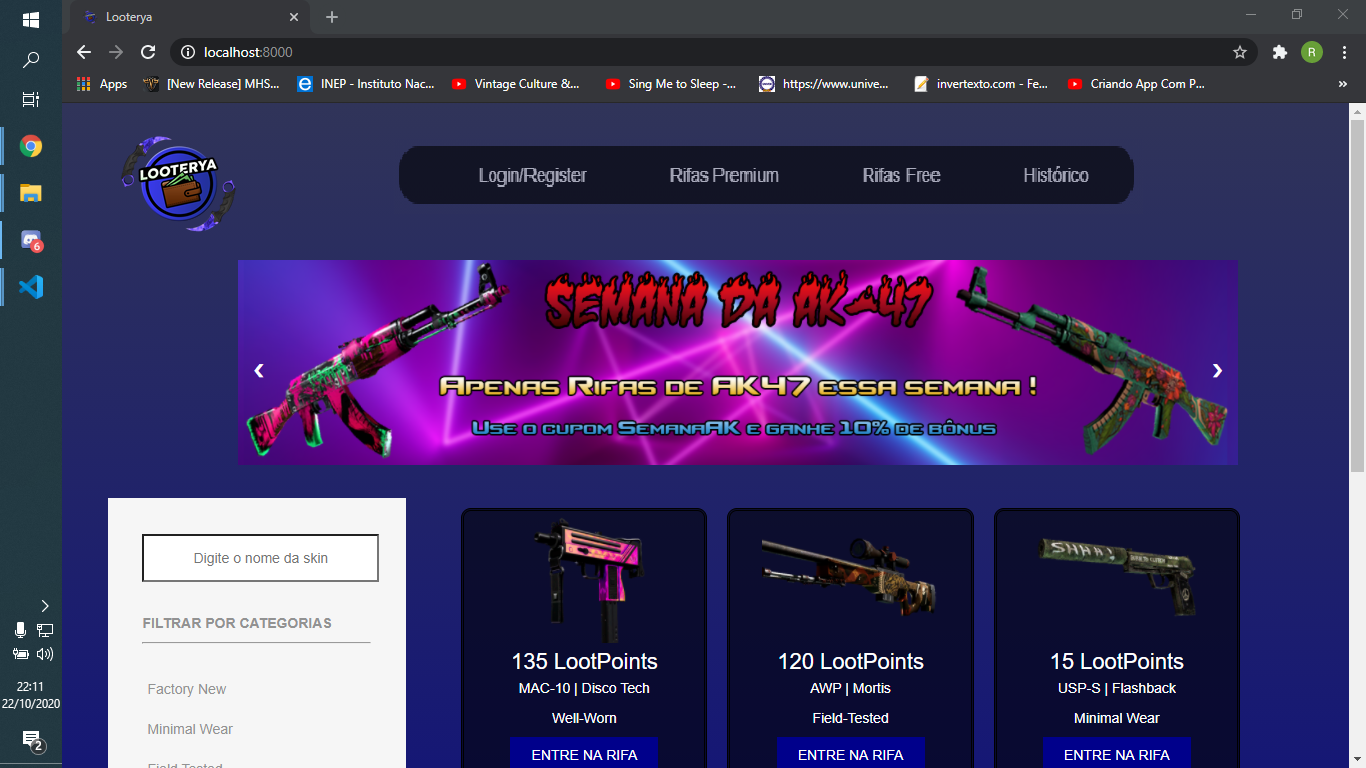 Looterya
localhost:8000
R
Apps
[New Release] MHS...
INEP - Instituto Nac...
Vintage Culture &...
Sing Me to Sleep -...
https://www.unive...
invertexto.com - Fe...
Criando App Com P...
»
LOOTERYA
Login/Register
Rifas Premium
Rifas Free
Histórico
SEMANA DA AK-47
Apenas Rifas de AK47 essa semana !
Use o cupom SemanaAK e ganhe 10% de bônus
Digite o nome da skin
FILTRAR POR CATEGORIAS
Factory New
Minimal Wear
Field-Tested
135 LootPoints
MAC-10 | Disco Tech
Well-Worn
ENTRE NA RIFA
120 LootPoints
AWP | Mortis
Field-Tested
ENTRE NA RIFA
SHHH!
15 LootPoints
USP-S | Flashback
Minimal Wear
ENTRE NA RIFA
6
22:11
22/10/2020
2